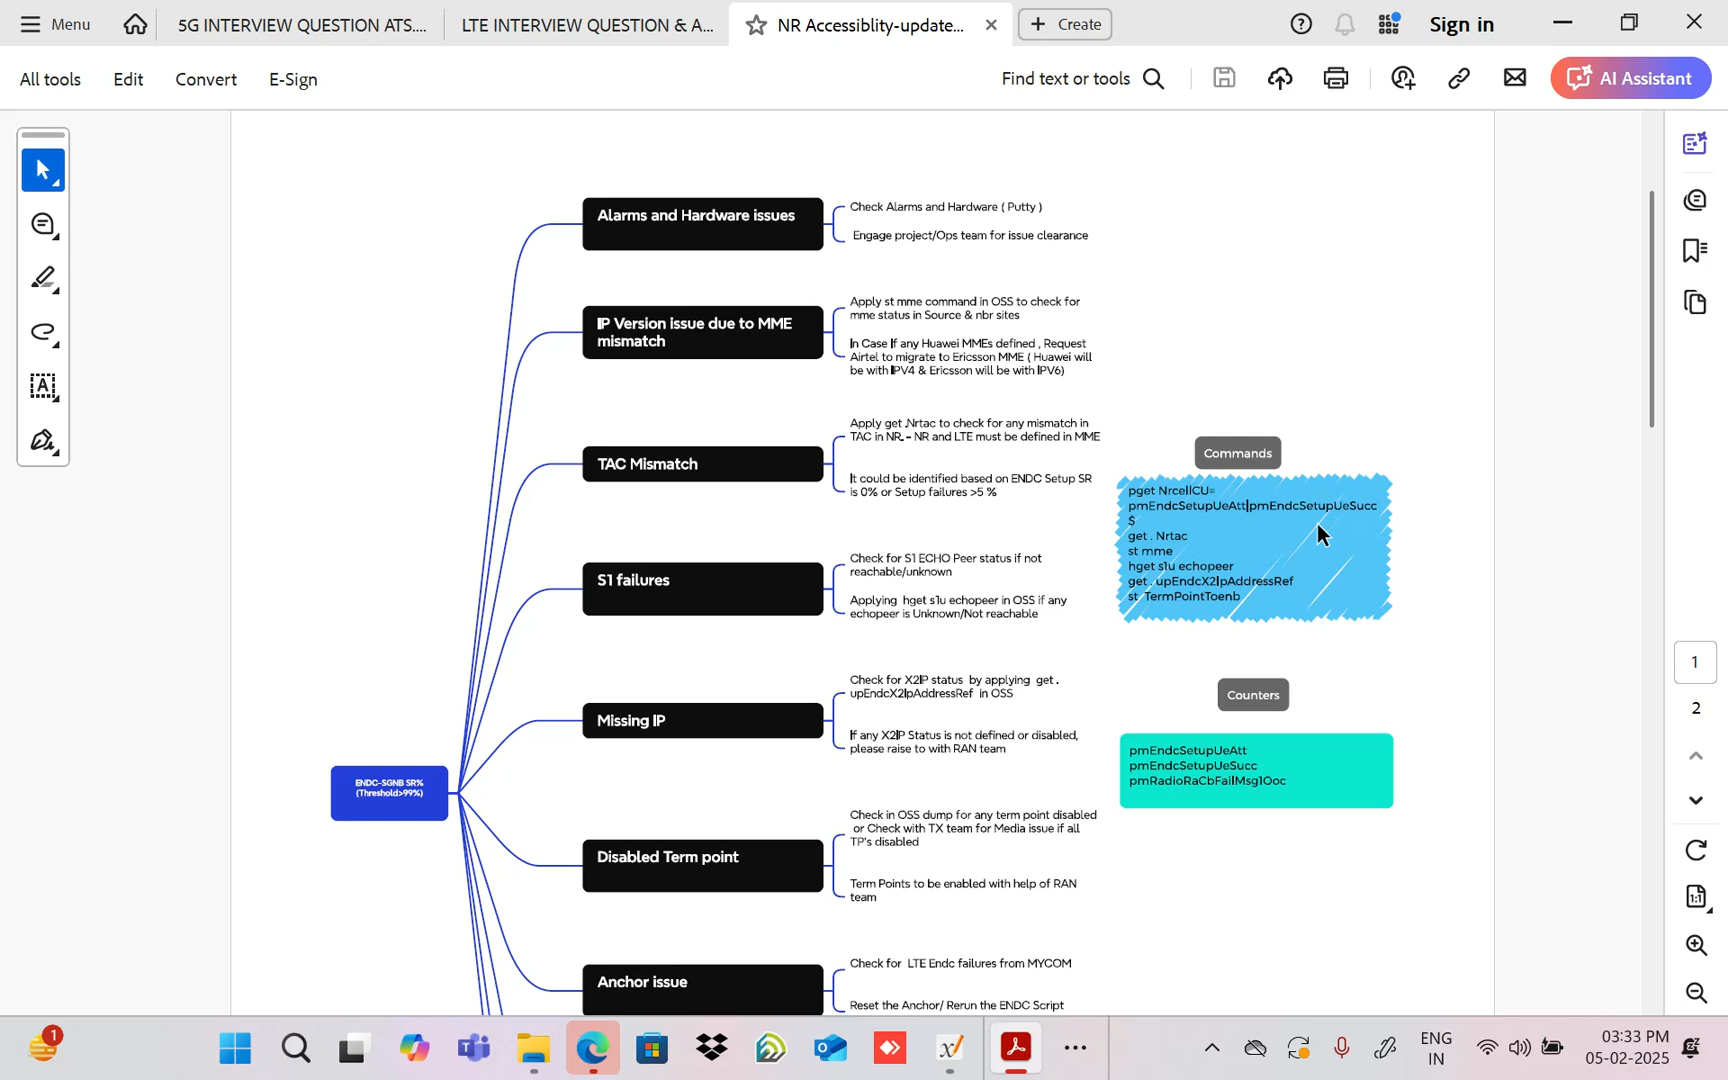 Menu
5G INTERVIEW QUESTION ATS....
LTE INTERVIEW QUESTION & A...
NR Accessiblity-update...
Create
Sign in
All tools
Edit
Convert
E-Sign
Find text or tools
AI Assistant
Alarms and Hardware issues
Check Alarms and Hardware ( Putty )
Engage project/Ops team for issue clearance
IP Version issue due to MME
mismatch
Apply st mme command in OSS to check for
mme status in Source & nbr sites
In Case If any Huawei MMEs defined , Request
Airtel to migrate to Ericsson MME ( Huawei will
be with IPV4 & Ericsson will be with IPV6)
TAC Mismatch
Apply get .Nrtac to check for any mismatch in
TAC in NR. - NR and LTE must be defined in MME
It could be identified based on ENDC Setup SR
is 0% or Setup failures >5 %
S1 failures
Check for S1 ECHO Peer status if not
reachable/unknown
Applying hget s1u echopeer in OSS if any
echopeer is Unknown/Not reachable
Missing IP
Check for X2IP status by applying get .
upEndcX2IpAddressRef in OSS
If any X2IP Status is not defined or disabled,
please raise to with RAN team
ENDC-SGNB SR%
(Threshold>99%)
Disabled Term point
Check in OSS dump for any term point disabled
or Check with TX team for Media issue if all
TP's disabled
Term Points to be enabled with help of RAN
team
Anchor issue
Check for LTE Endc failures from MYCOM
Reset the Anchor/ Rerun the ENDC Script
Commands
pget NrcellCU=
pmEndcSetupUeAtt|pmEndcSetupUeSucc
$
get . Nrtac
st mme
hget s1u echopeer
get . upEndcX2IpAddressRef
st TermPointToenb
Counters
pmEndcSetupUeAtt
pmEndcSetupUeSucc
pmRadioRaCbFailMsg1Ooc
1
2
1:1
1
ENG
IN
03:33 PM
05-02-2025